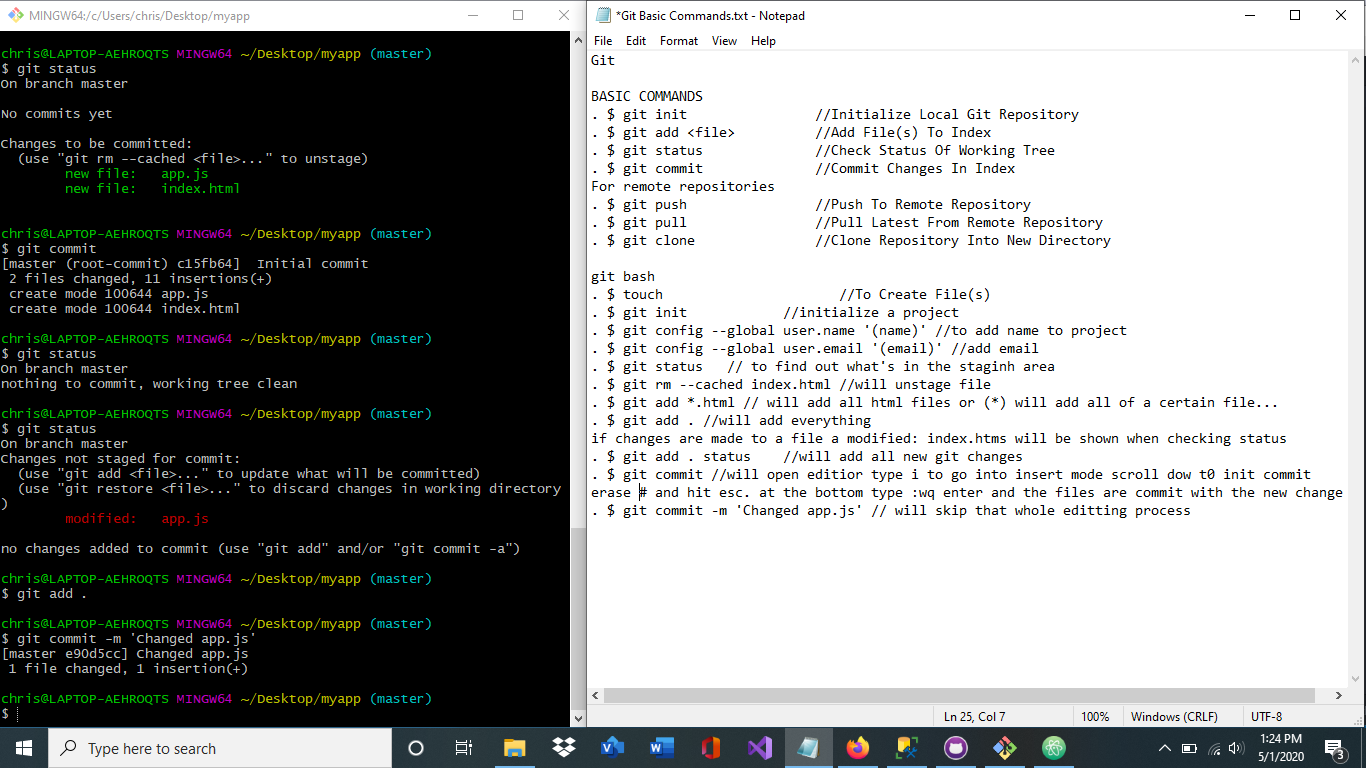 MINGW64:/c/Users/chris/Desktop/myapp
chris@LAPTOP-AEHROQTS MINGW64 ~/Desktop/myapp (master)
$ git status
On branch master
No commits yet
Changes to be committed:
(use "git rm --cached <file>..." to unstage)
new file:   app.js
new file:   index.html
chris@LAPTOP-AEHROQTS MINGW64 ~/Desktop/myapp (master)
$ git commit
[master (root-commit) c15fb64]  Initial commit
2 files changed, 11 insertions(+)
create mode 100644 app.js
create mode 100644 index.html
chris@LAPTOP-AEHROQTS MINGW64 ~/Desktop/myapp (master)
$ git status
On branch master
nothing to commit, working tree clean
chris@LAPTOP-AEHROQTS MINGW64 ~/Desktop/myapp (master)
$ git status
On branch master
Changes not staged for commit:
(use "git add <file>..." to update what will be committed)
(use "git restore <file>..." to discard changes in working directory
)
modified:   app.js
no changes added to commit (use "git add" and/or "git commit -a")
chris@LAPTOP-AEHROQTS MINGW64 ~/Desktop/myapp (master)
$ git add .
chris@LAPTOP-AEHROQTS MINGW64 ~/Desktop/myapp (master)
$ git commit -m 'Changed app.js'
[master e90d5cc] Changed app.js
1 file changed, 1 insertion(+)
chris@LAPTOP-AEHROQTS MINGW64 ~/Desktop/myapp (master)
$
*Git Basic Commands.txt - Notepad
File Edit Format View Help
Git
BASIC COMMANDS
. $ git init                //Initialize Local Git Repository
. $ git add <file>          //Add File(s) To Index
. $ git status              //Check Status Of Working Tree
. $ git commit              //Commit Changes In Index
For remote repositories
. $ git push                //Push To Remote Repository
. $ git pull                //Pull Latest From Remote Repository
. $ git clone               //Clone Repository Into New Directory
git bash
. $ touch                      //To Create File(s)
. $ git init            //initialize a project
. $ git config --global user.name '(name)' //to add name to project
. $ git config --global user.email '(email)' //add email
. $ git status   // to find out what's in the staginh area
. $ git rm --cached index.html //will unstage file
. $ git add *.html // will add all html files or (*) will add all of a certain file...
. $ git add . //will add everything
if changes are made to a file a modified: index.htms will be shown when checking status
. $ git add . status    //will add all new git changes
. $ git commit //will open editior type i to go into insert mode scroll dow t0 init commit
erase # and hit esc. at the bottom type :wq enter and the files are commit with the new change
. $ git commit -m 'Changed app.js' // will skip that whole editting process
Ln 25, Col 7 100% Windows (CRLF) UTF-8
Type here to search
1:24 PM
5/1/2020
3